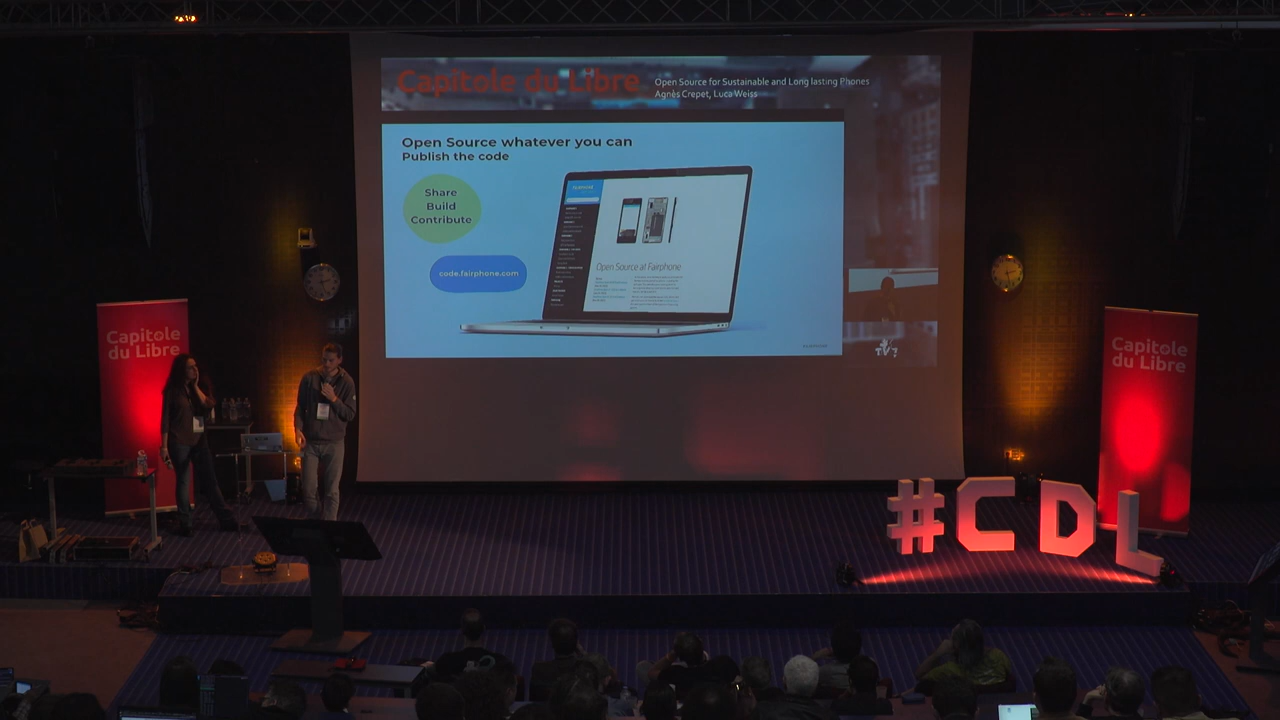 Capitole du Libre
Open Source for Sustainable and Long lasting Phones
Agnès Crepet, Luca Weiss
Open Source whatever you can
Publish the code
Share
Build
Contribute
code.fairphone.com
Open Source at Fairphone
Capitole
du Libre
Capitole
du Libre
#CDL